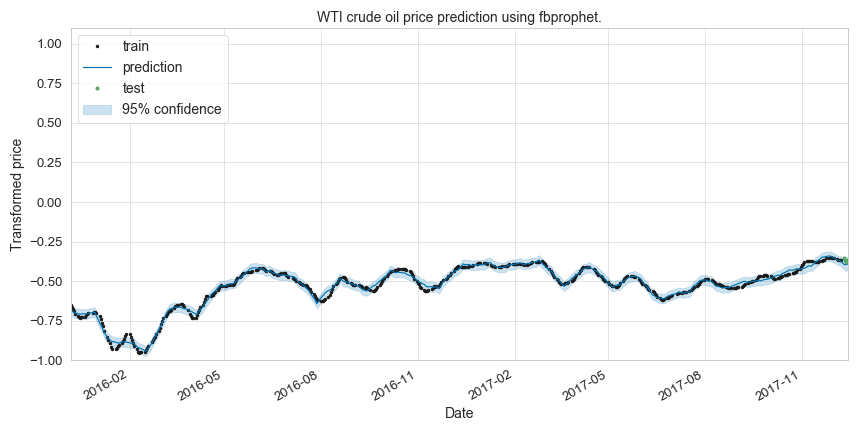 WTI crude oil price prediction using fbprophet.
train
prediction
test
95% confidence
Transformed price
1.00
0.75
0.50
0.25
0.00
−0.25
−0.50
−0.75
−1.00
2016-02
2016-05
2016-08
2016-11
2017-02
2017-05
2017-08
2017-11
Date